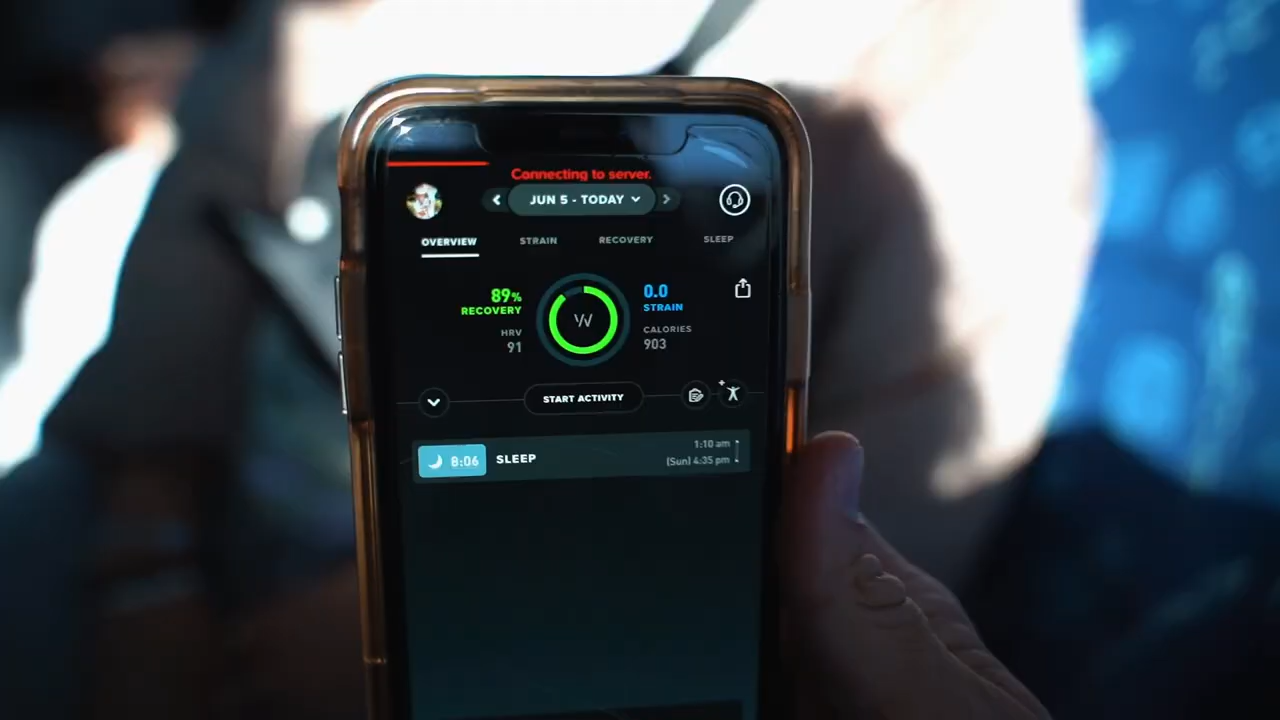 Connecting to server.
JUN 5 - TODAY
OVERVIEW STRAIN RECOVERY SLEEP
89% RECOVERY
HRV 91
W
0.0 STRAIN
CALORIES 903
START ACTIVITY
8:06 SLEEP
1:10 am
(Sun) 4:35 pm